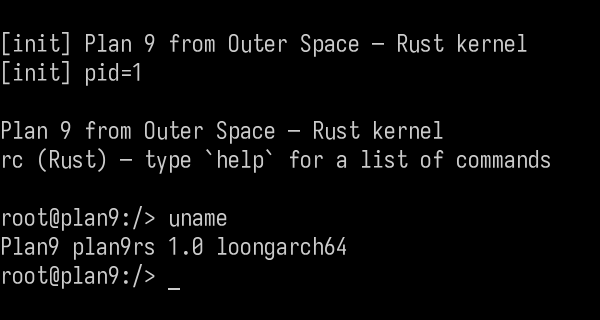 [init] Plan 9 from Outer Space — Rust kernel
[init] pid=1
Plan 9 from Outer Space — Rust kernel
rc (Rust) — type `help` for a list of commands
root@plan9:/> uname
Plan9 plan9rs 1.0 loongarch64
root@plan9:/> _